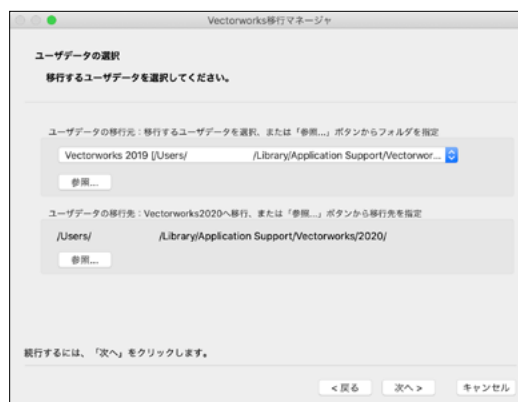 Vectorworks移行マネージャ
ユーザデータの選択
移行するユーザデータを選択してください。
ユーザデータの移行元：移行するユーザデータを選択、または「参照...」ボタンからフォルダを指定
Vectorworks 2019 [/Users/ /Library/Application Support/Vectorwor...
参照...
ユーザデータの移行先：Vectorworks2020へ移行、または「参照...」ボタンから移行先を指定
/Users/ /Library/Application Support/Vectorworks/2020/
参照...
続行するには、「次へ」をクリックします。
<戻る 次へ> キャンセル